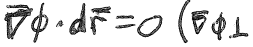 ∇̄ϕ · dr̄ = 0 (∇̄ϕ ⊥